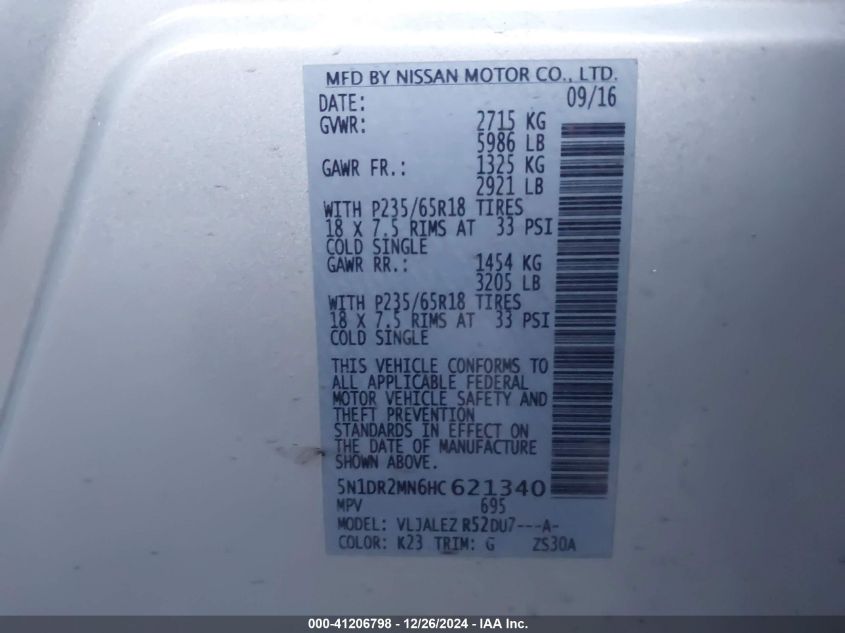 MFD BY NISSAN MOTOR CO., LTD.
DATE: 09/16
GVWR: 2715 KG
5986 LB
GAWR FR.: 1325 KG
2921 LB
WITH P235/65R18 TIRES
18 X 7.5 RIMS AT 33 PSI
COLD SINGLE
GAWR RR.: 1454 KG
3205 LB
WITH P235/65R18 TIRES
18 X 7.5 RIMS AT 33 PSI
COLD SINGLE
THIS VEHICLE CONFORMS TO
ALL APPLICABLE FEDERAL
MOTOR VEHICLE SAFETY AND
THEFT PREVENTION
STANDARDS IN EFFECT ON
THE DATE OF MANUFACTURE
SHOWN ABOVE.
5N1DR2MN6HC 621340
MPV 695
MODEL: VLJALEZ R52DU7---A-
COLOR: K23 TRIM: G ZS30A
000-41206798 - 12/26/2024 - IAA Inc.